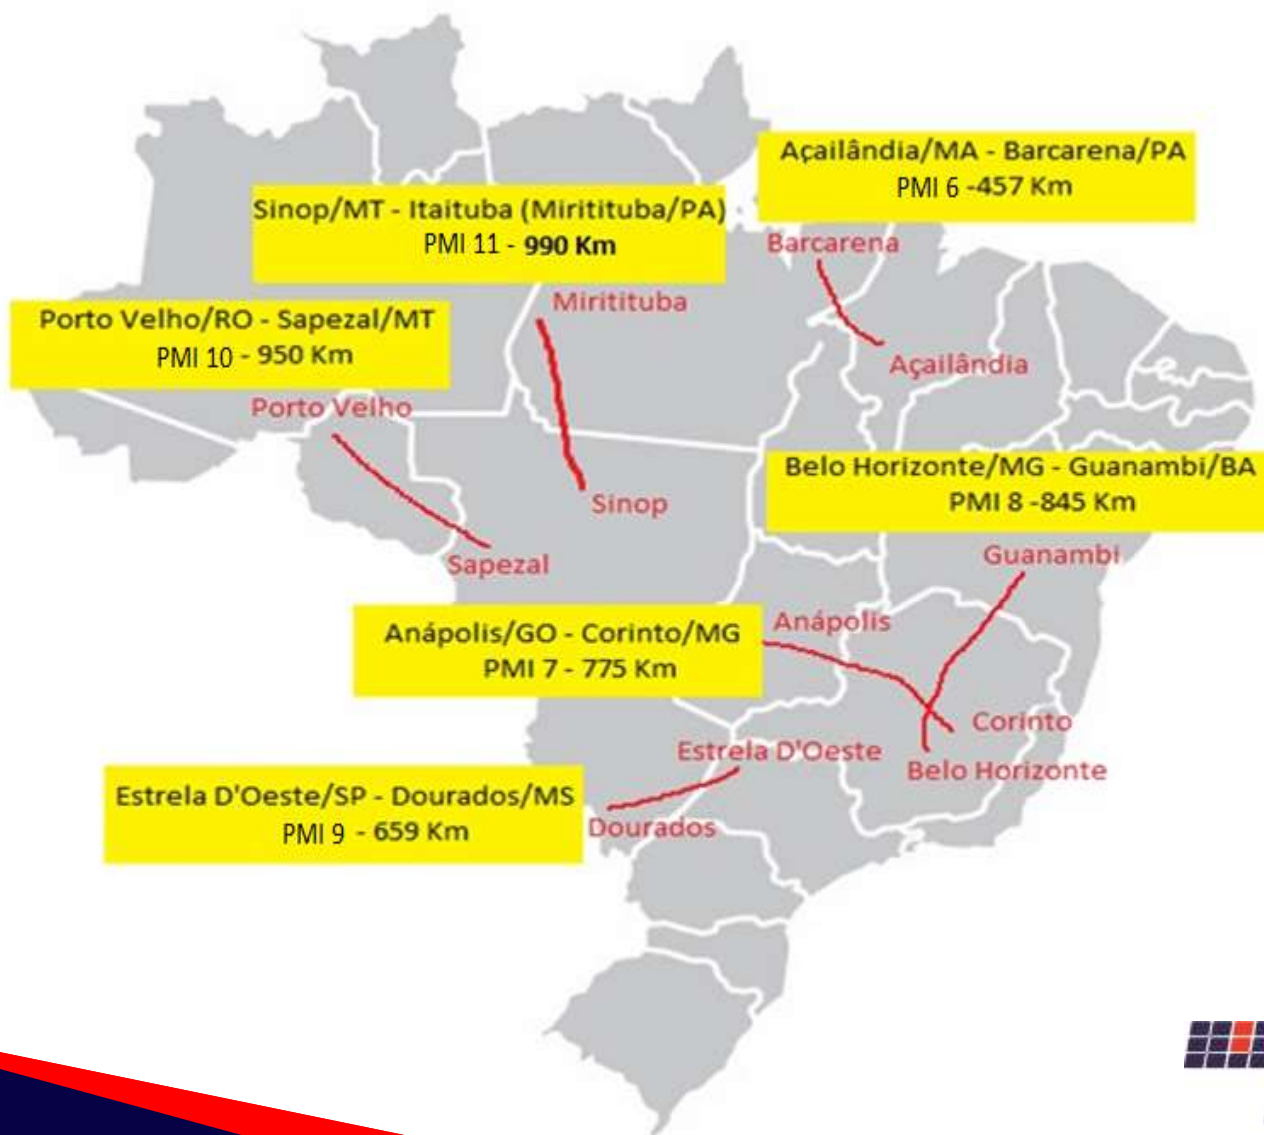 Açailândia/MA - Barcarena/PA
PMI 6 -457 Km
Sinop/MT - Itaituba (Miritituba/PA)
PMI 11 - 990 Km
Barcarena
Miritituba
Porto Velho/RO - Sapezal/MT
PMI 10 - 950 Km
Açailândia
Porto Velho
Belo Horizonte/MG - Guanambi/BA
PMI 8 -845 Km
Sinop
Guanambi
Sapezal
Anápolis/GO - Corinto/MG
PMI 7 - 775 Km
Anápolis
Corinto
Estrela D'Oeste
Belo Horizonte
Estrela D'Oeste/SP - Dourados/MS
PMI 9 - 659 Km
Dourados